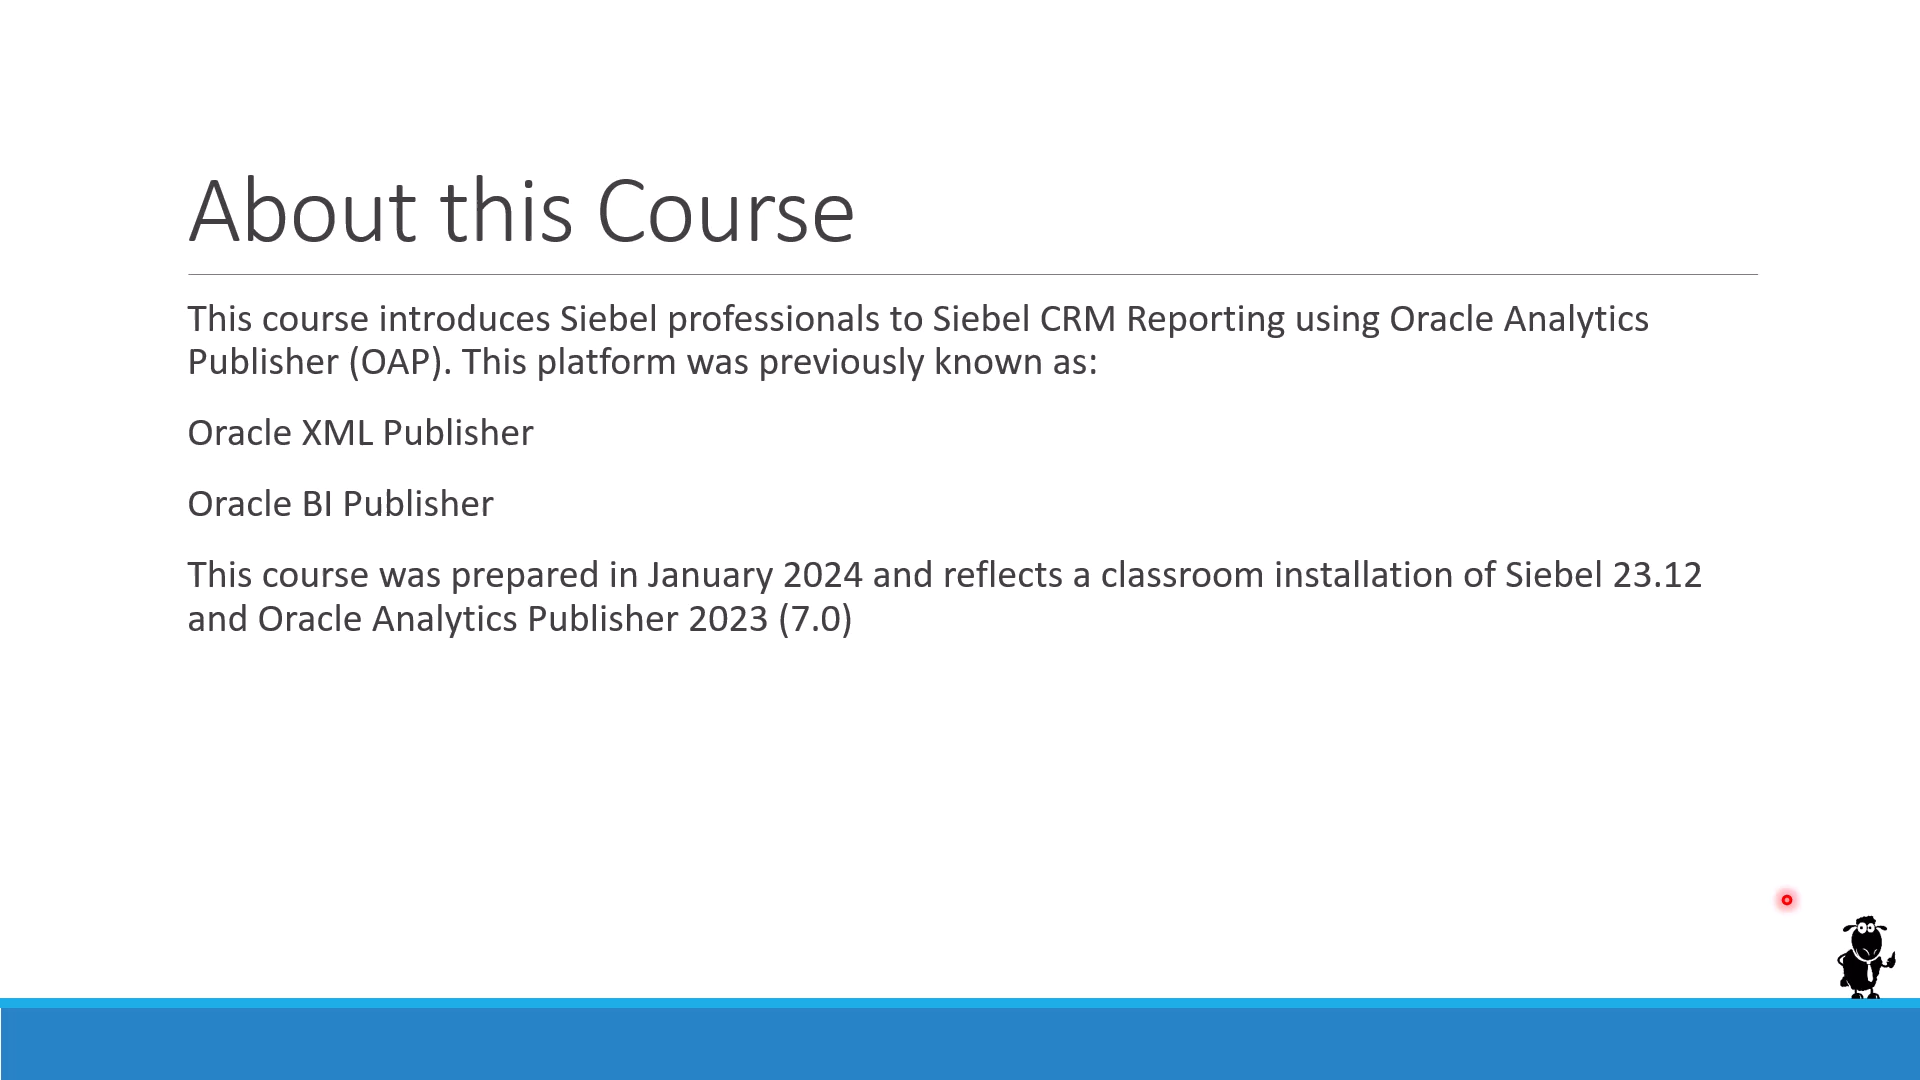 About this Course
This course introduces Siebel professionals to Siebel CRM Reporting using Oracle Analytics
Publisher (OAP). This platform was previously known as:
Oracle XML Publisher
Oracle BI Publisher
This course was prepared in January 2024 and reflects a classroom installation of Siebel 23.12
and Oracle Analytics Publisher 2023 (7.0)